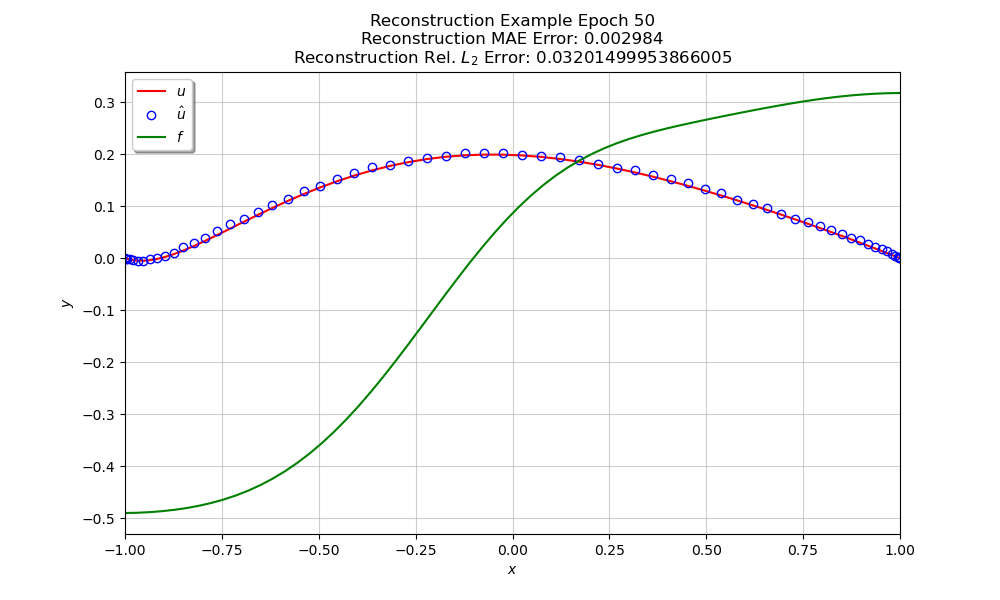 Reconstruction Example Epoch 50
Reconstruction MAE Error: 0.002984
Reconstruction Rel. $L_2$ Error: 0.03201499953866005
u
û
f
0.3
0.2
0.1
0.0
−0.1
−0.2
−0.3
−0.4
−0.5
y
−1.00 −0.75 −0.50 −0.25 0.00 0.25 0.50 0.75 1.00
x